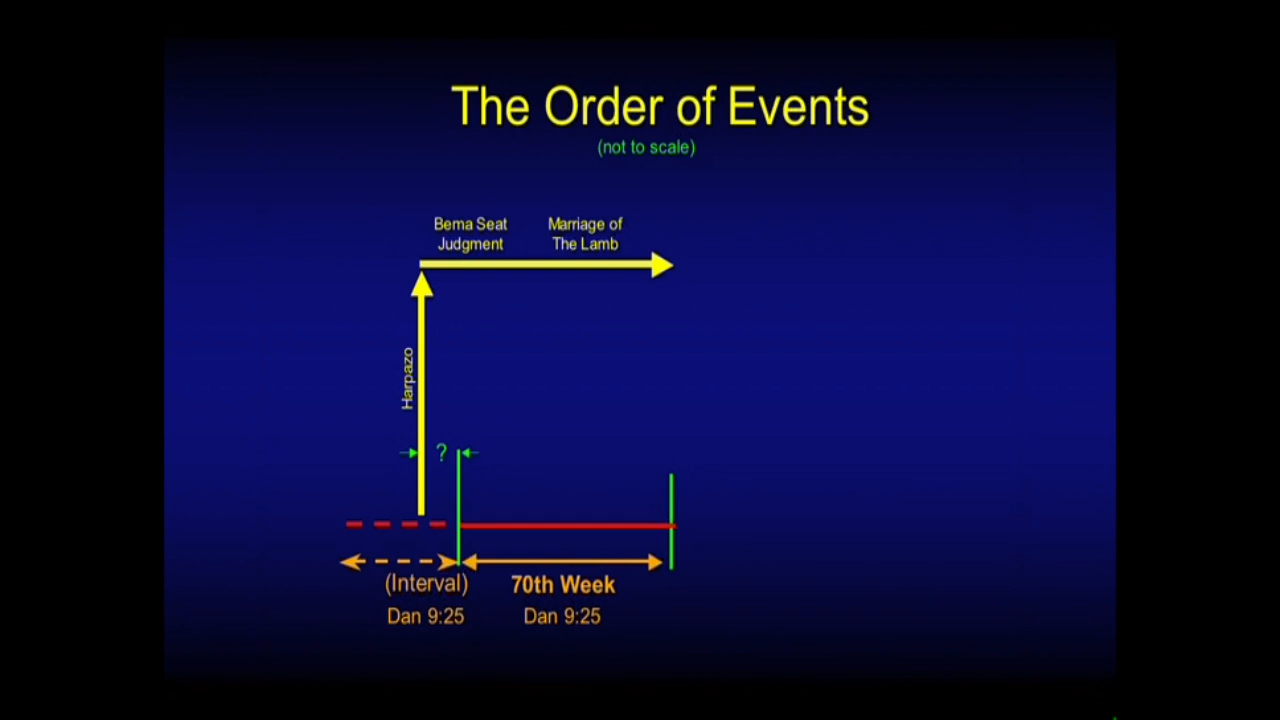 The Order of Events
(not to scale)
Bema Seat
Judgment
Marriage of
The Lamb
Harpazo
?
(Interval)
Dan 9:25
70th Week
Dan 9:25